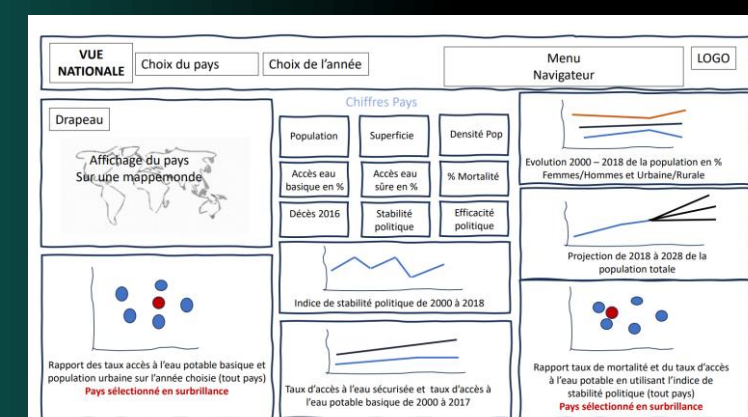 VUE
NATIONALE
Choix du pays
Choix de l'année
Menu
Navigateur
LOGO
Drapeau
Affichage du pays
Sur une mappemonde
Chiffres Pays
Population
Superficie
Densité Pop
Accès eau
basique en %
Accès eau
sûre en %
% Mortalité
Décès 2016
Stabilité
politique
Efficacité
politique
Evolution 2000 – 2018 de la population en %
Femmes/Hommes et Urbaine/Rurale
Projection de 2018 à 2028 de la
population totale
Indice de stabilité politique de 2000 à 2018
Rapport des taux accès à l'eau potable basique et
population urbaine sur l'année choisie (tout pays)
Pays sélectionné en surbrillance
Taux d'accès à l'eau sécurisée et taux d'accès à
l'eau potable basique de 2000 à 2017
Rapport taux de mortalité et du taux d'accès
à l'eau potable en utilisant l'indice de
stabilité politique (tout pays)
Pays sélectionné en surbrillance